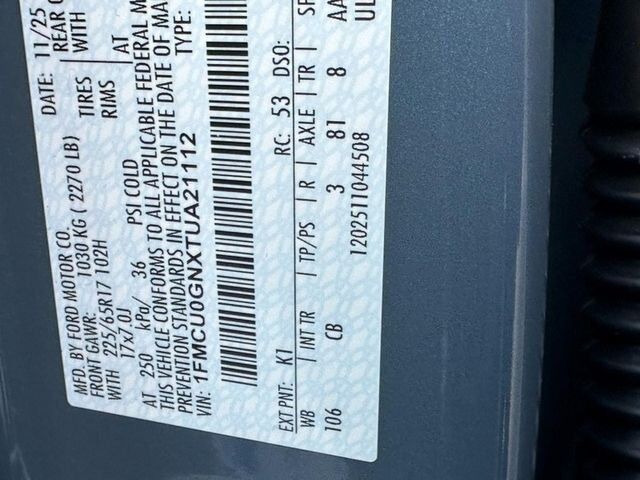 MFD. BY FORD MOTOR CO. DATE: 11/25
FRONT GAWR: 1030 KG ( 2270 LB) REAR
WITH TIRES WITH
225/65R17 102H RIMS
17x7.0J AT
AT 250 kPa/ 36 PSI COLD
THIS VEHICLE CONFORMS TO ALL APPLICABLE FEDERAL
PREVENTION STANDARDS IN EFFECT ON THE DATE OF
VIN: 1FMCU0GNXTUA21112 TYPE:
EXT PNT: K1 RC: 53 DSO:
WB INT TR TP/PS R AXLE TR
106 CB 3 81 8
1202511044508